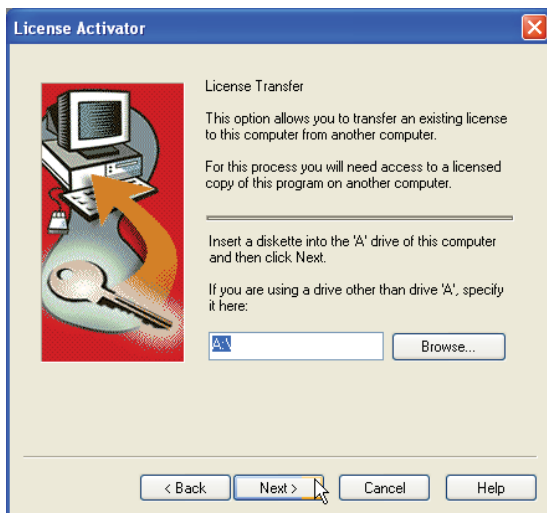 License Activator
License Transfer
This option allows you to transfer an existing license
to this computer from another computer.
For this process you will need access to a licensed
copy of this program on another computer.
Insert a diskette into the 'A' drive of this computer
and then click Next.
If you are using a drive other than drive 'A', specify
it here:
A:\
Browse...
< Back
Next >
Cancel
Help